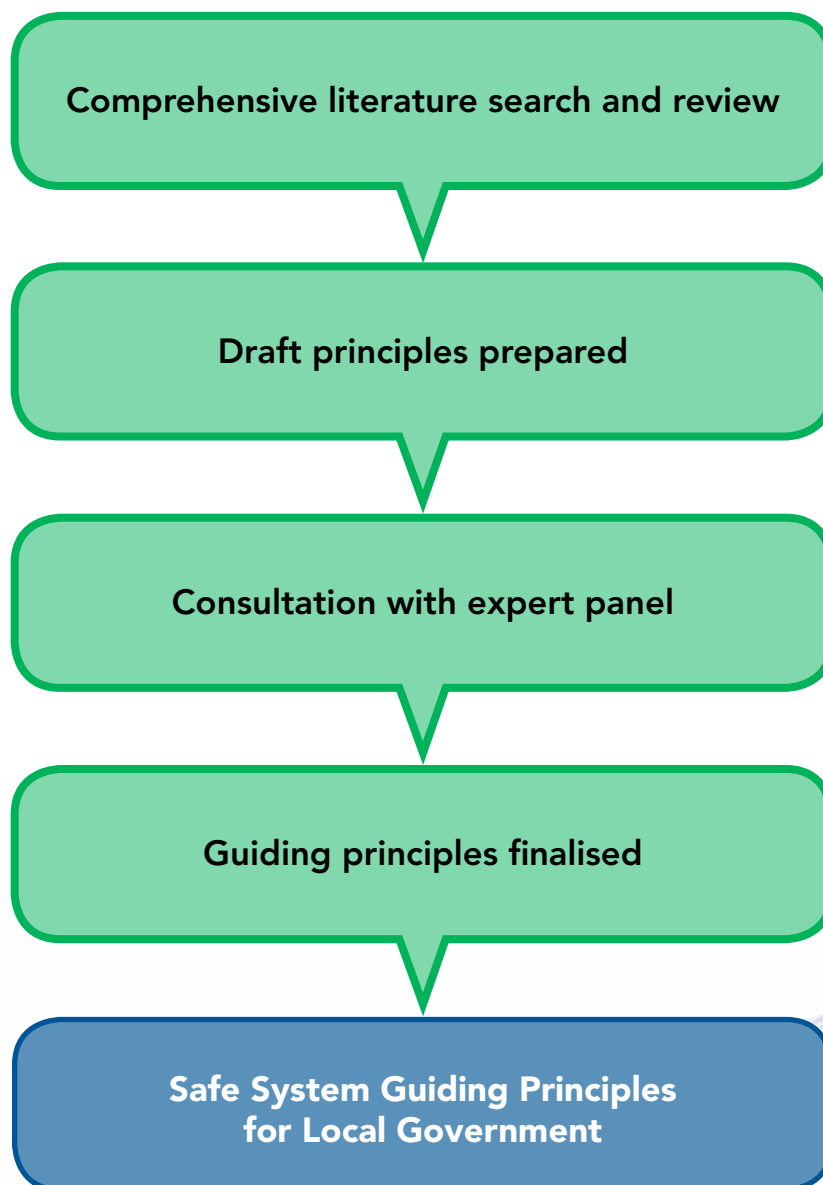 Comprehensive literature search and review
Draft principles prepared
Consultation with expert panel
Guiding principles finalised
Safe System Guiding Principles
for Local Government